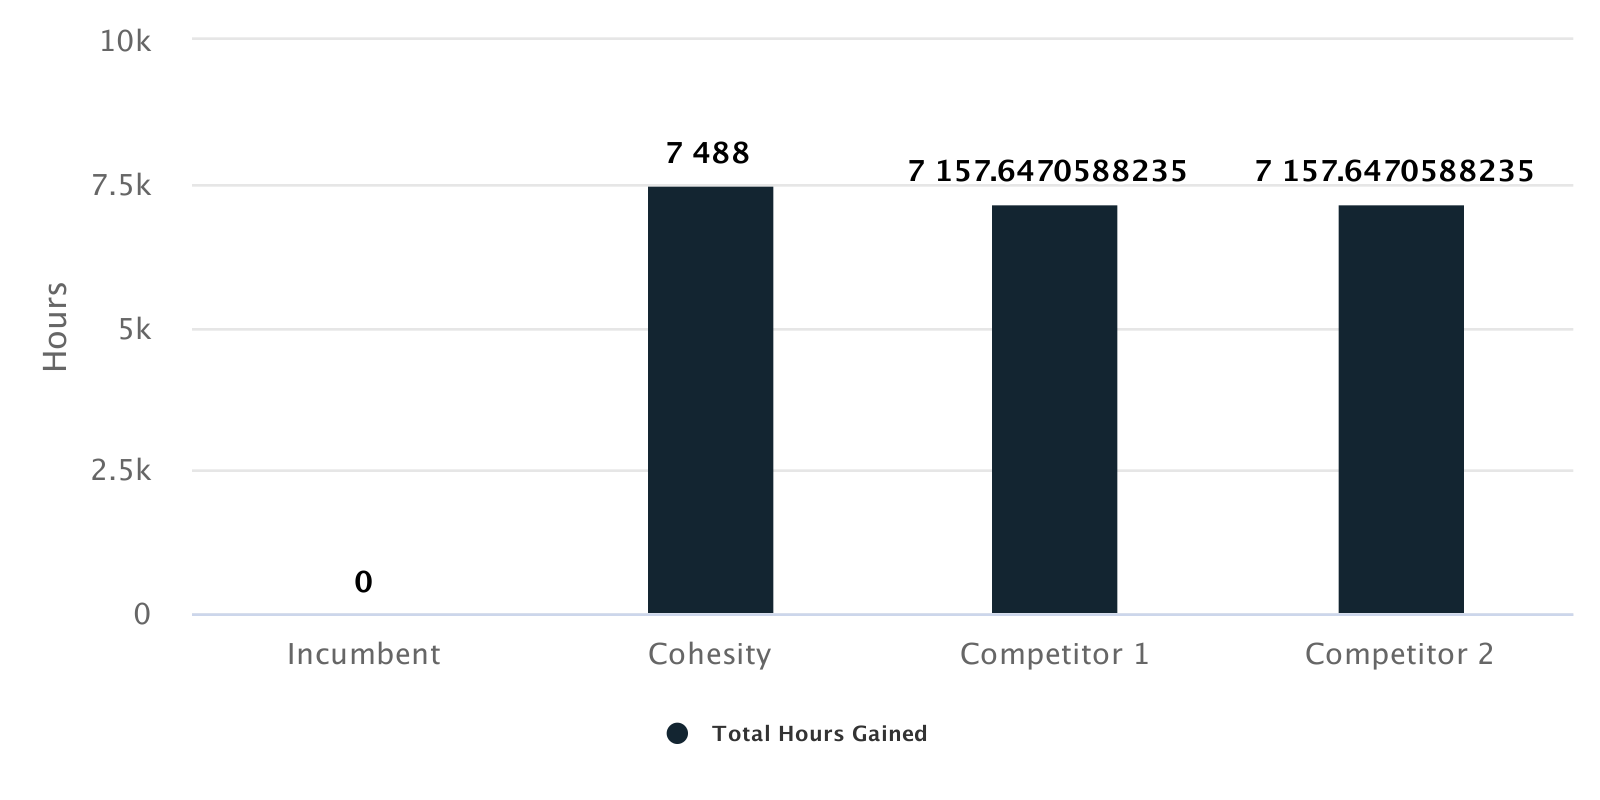 10k
7.5k
5k
2.5k
0
Hours
0
7 488
7 157.6470588235
7 157.6470588235
Incumbent
Cohesity
Competitor 1
Competitor 2
Total Hours Gained